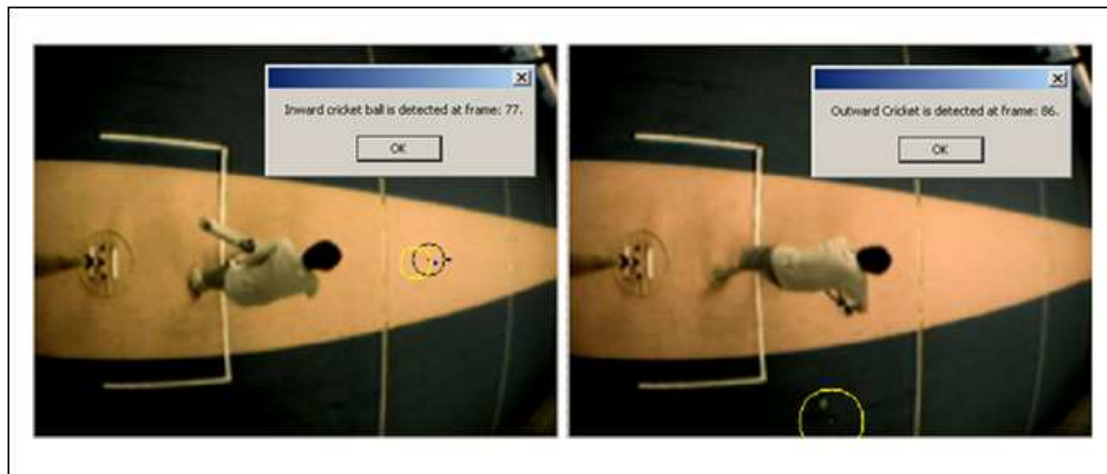 Inward cricket ball is detected at frame: 77.
OK
Outward Cricket is detected at frame: 86.
OK